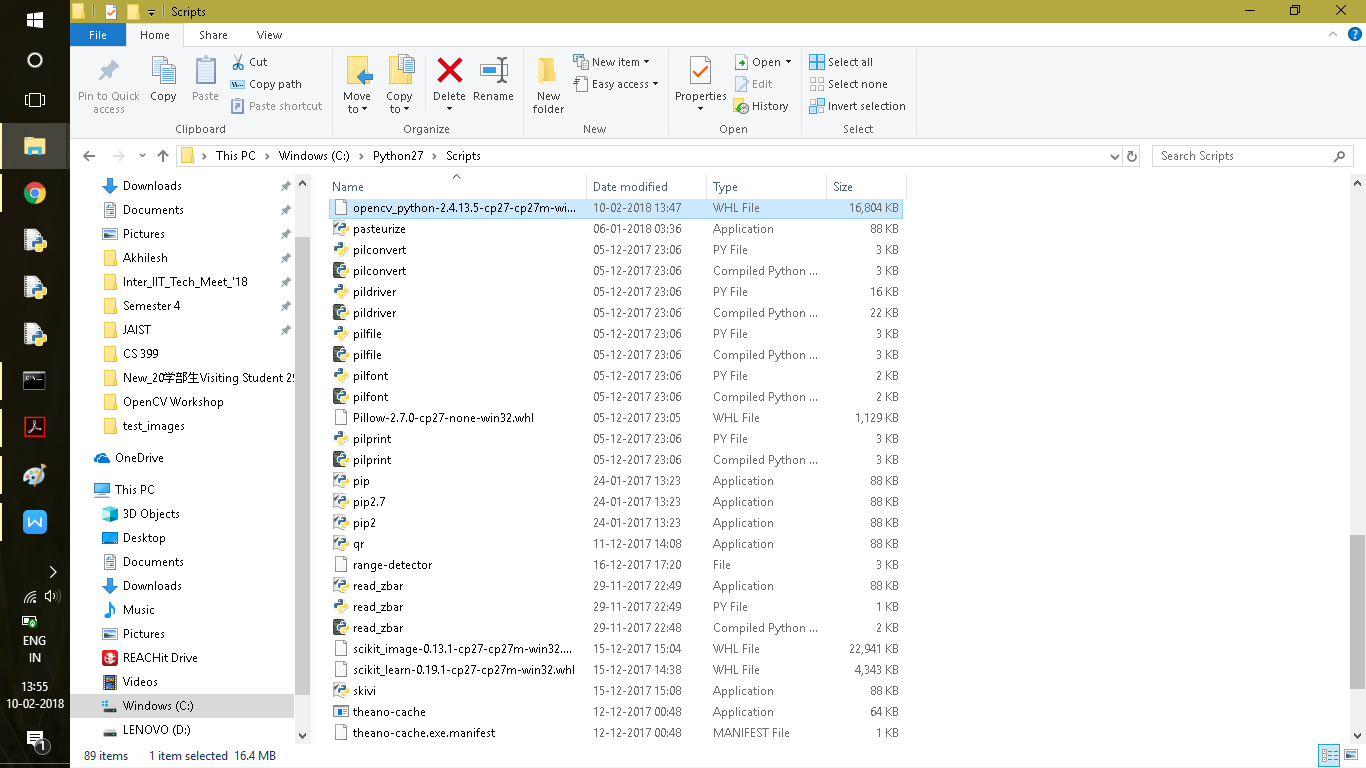 Scripts
File Home Share View
Pin to Quick access
Copy
Paste
Cut
Copy path
Paste shortcut
Clipboard
Move to
Copy to
Delete
Rename
Organize
New folder
New item
Easy access
New
Properties
Open
Edit
History
Open
Select all
Select none
Invert selection
Select
This PC Windows (C:) Python27 Scripts
Search Scripts
Downloads
Documents
Pictures
Akhilesh
Inter_IIT_Tech_Meet_'18
Semester 4
JAIST
CS 399
New_20学部生Visiting Student 29
OpenCV Workshop
test_images
OneDrive
This PC
3D Objects
Desktop
Documents
Downloads
Music
Pictures
REACHit Drive
Videos
Windows (C:)
LENOVO (D:)
Name Date modified Type Size
opencv_python-2.4.13.5-cp27-cp27m-wi... 10-02-2018 13:47 WHL File 16,804 KB
pasteurize 06-01-2018 03:36 Application 88 KB
pilconvert 05-12-2017 23:06 PY File 3 KB
pilconvert 05-12-2017 23:06 Compiled Python ... 3 KB
pildriver 05-12-2017 23:06 PY File 16 KB
pildriver 05-12-2017 23:06 Compiled Python ... 22 KB
pilfile 05-12-2017 23:06 PY File 3 KB
pilfile 05-12-2017 23:06 Compiled Python ... 3 KB
pilfont 05-12-2017 23:06 PY File 2 KB
pilfont 05-12-2017 23:06 Compiled Python ... 2 KB
Pillow-2.7.0-cp27-none-win32.whl 05-12-2017 23:05 WHL File 1,129 KB
pilprint 05-12-2017 23:06 PY File 3 KB
pilprint 05-12-2017 23:06 Compiled Python ... 3 KB
pip 24-01-2017 13:23 Application 88 KB
pip2.7 24-01-2017 13:23 Application 88 KB
pip2 24-01-2017 13:23 Application 88 KB
qr 11-12-2017 14:08 Application 88 KB
range-detector 16-12-2017 17:20 File 3 KB
read_zbar 29-11-2017 22:49 Application 88 KB
read_zbar 29-11-2017 22:49 PY File 1 KB
read_zbar 29-11-2017 22:48 Compiled Python ... 2 KB
scikit_image-0.13.1-cp27-cp27m-win32.... 15-12-2017 15:04 WHL File 22,941 KB
scikit_learn-0.19.1-cp27-cp27m-win32.whl 15-12-2017 14:38 WHL File 4,343 KB
skivi 15-12-2017 15:08 Application 88 KB
theano-cache 12-12-2017 00:48 Application 64 KB
theano-cache.exe.manifest 12-12-2017 00:48 MANIFEST File 1 KB
89 items 1 item selected 16.4 MB
ENG
IN
13:55
10-02-2018
1